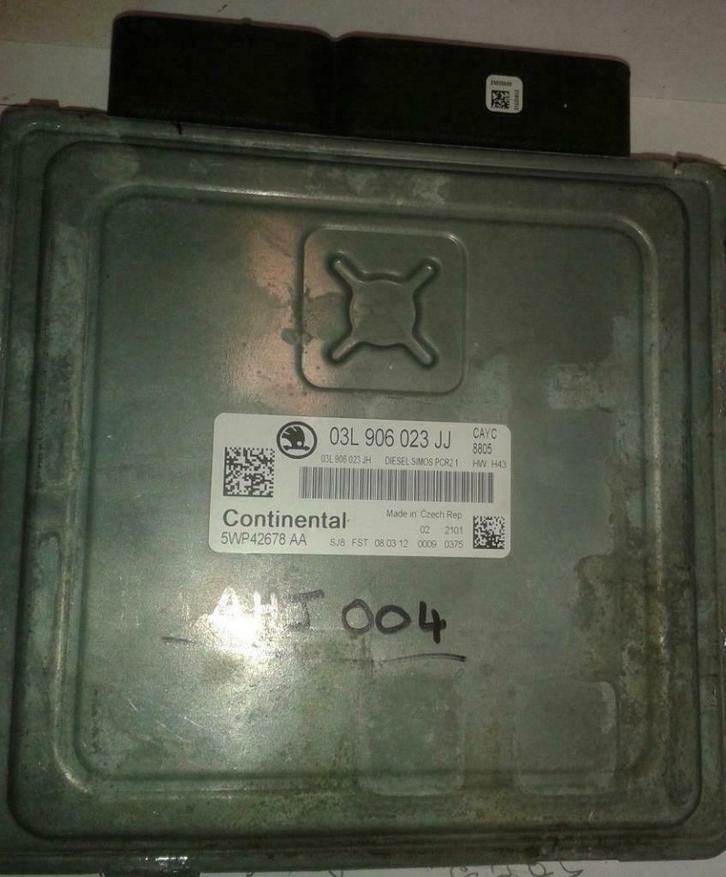 03L 906 023 JJ
CAYC
8805
03L 906 023 JH DIESEL SIMOS PCR2.1 HW H43
Continental
Made in Czech Rep
02 2101
5WP42678 AA
SJ8 FST 08.03.12 0009 0375
AHJ 004